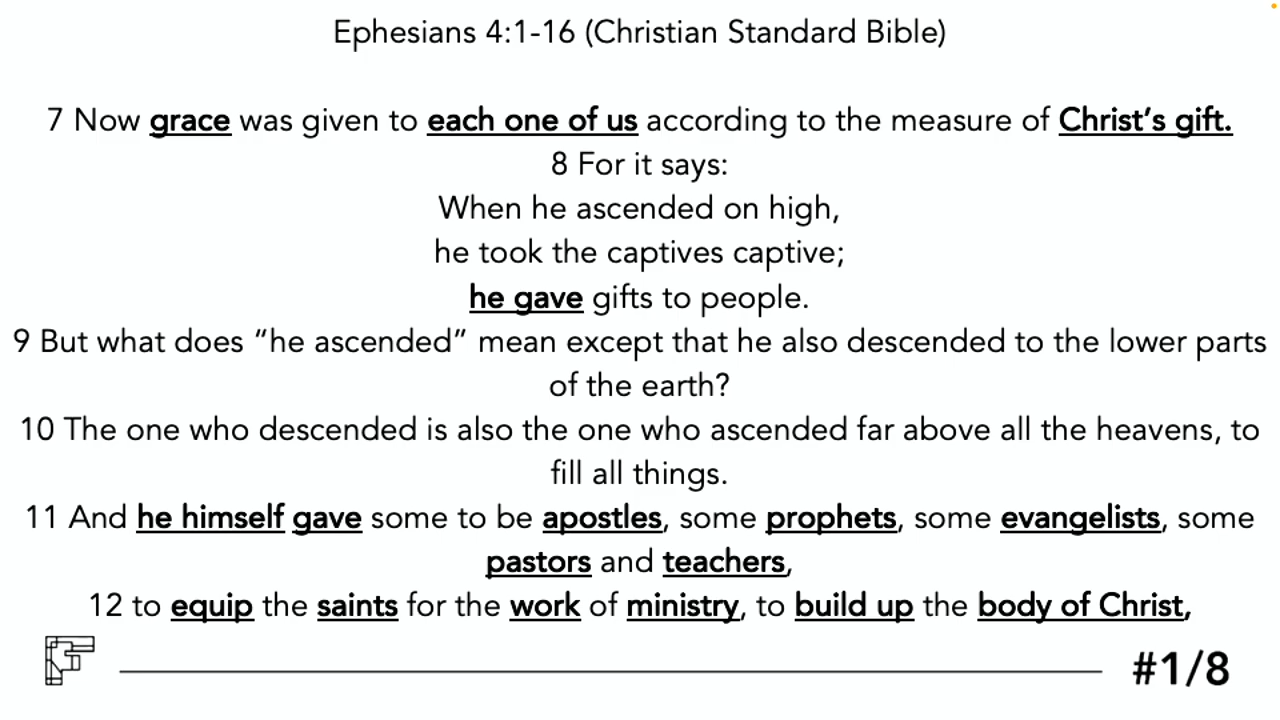 Ephesians 4:1-16 (Christian Standard Bible)
7 Now grace was given to each one of us according to the measure of Christ’s gift.
8 For it says:
When he ascended on high,
he took the captives captive;
he gave gifts to people.
9 But what does “he ascended” mean except that he also descended to the lower parts
of the earth?
10 The one who descended is also the one who ascended far above all the heavens, to
fill all things.
11 And he himself gave some to be apostles, some prophets, some evangelists, some
pastors and teachers,
12 to equip the saints for the work of ministry, to build up the body of Christ,
#1/8